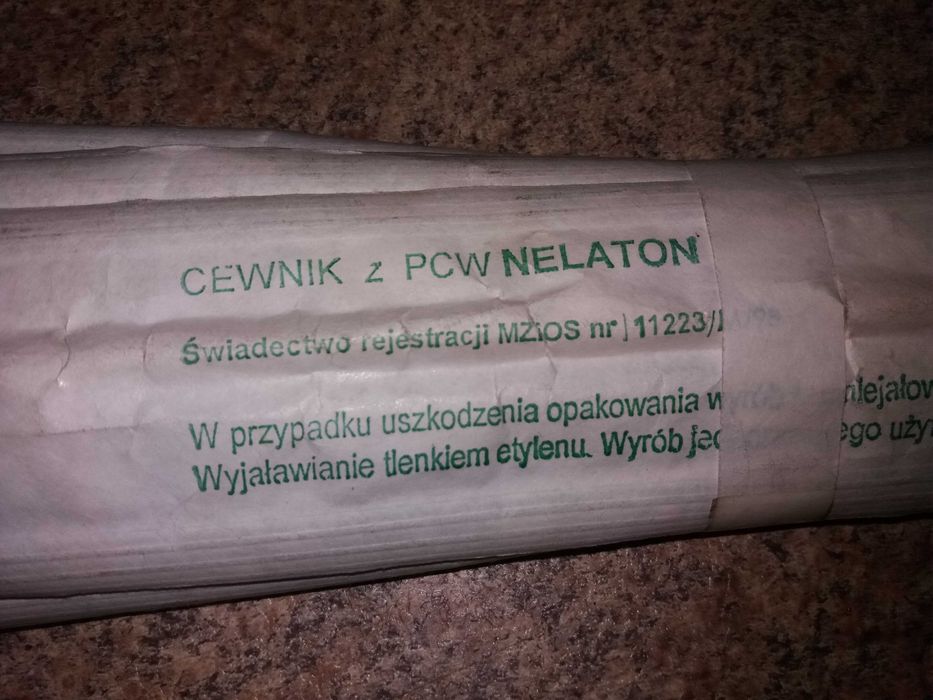 CEWNIK z PCW NELATON
Świadectwo rejestracji MZiOS nr 11223/
W przypadku uszkodzenia opakowania
Wyjaławianie tlenkiem etylenu. Wyrób